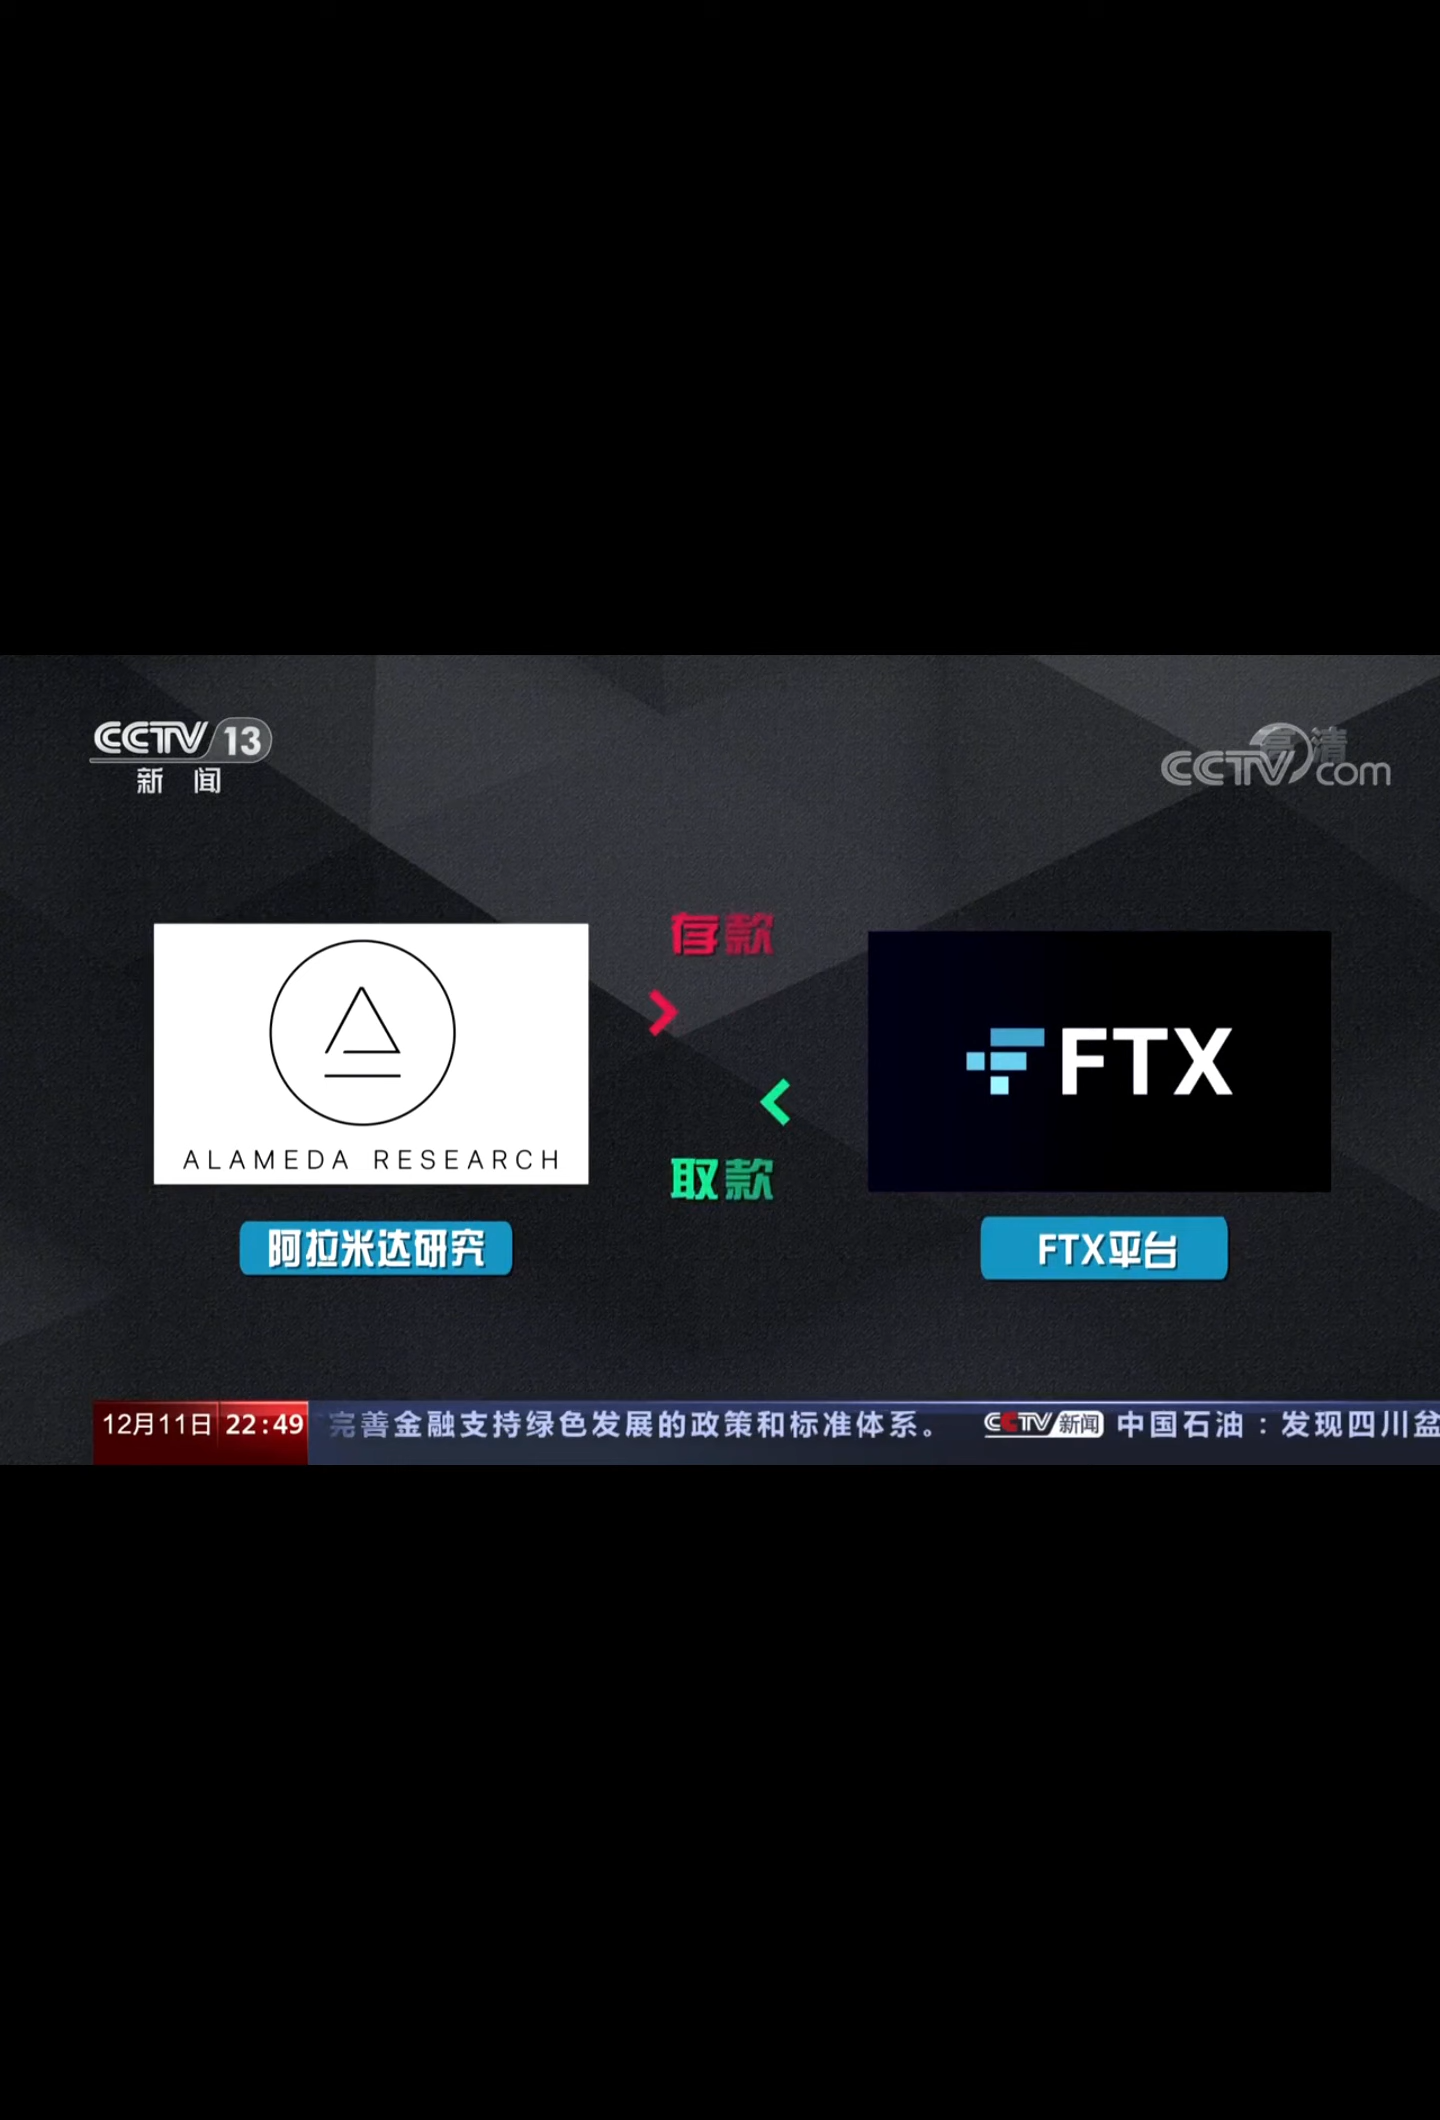 CCTV 13
新闻
高清
CCTV.com
存款
FTX
ALAMEDA RESEARCH
取款
阿拉米达研究
FTX平台
12月11日 22:49 完善金融支持绿色发展的政策和标准体系。 CCTV新闻 中国石油：发现四川盆